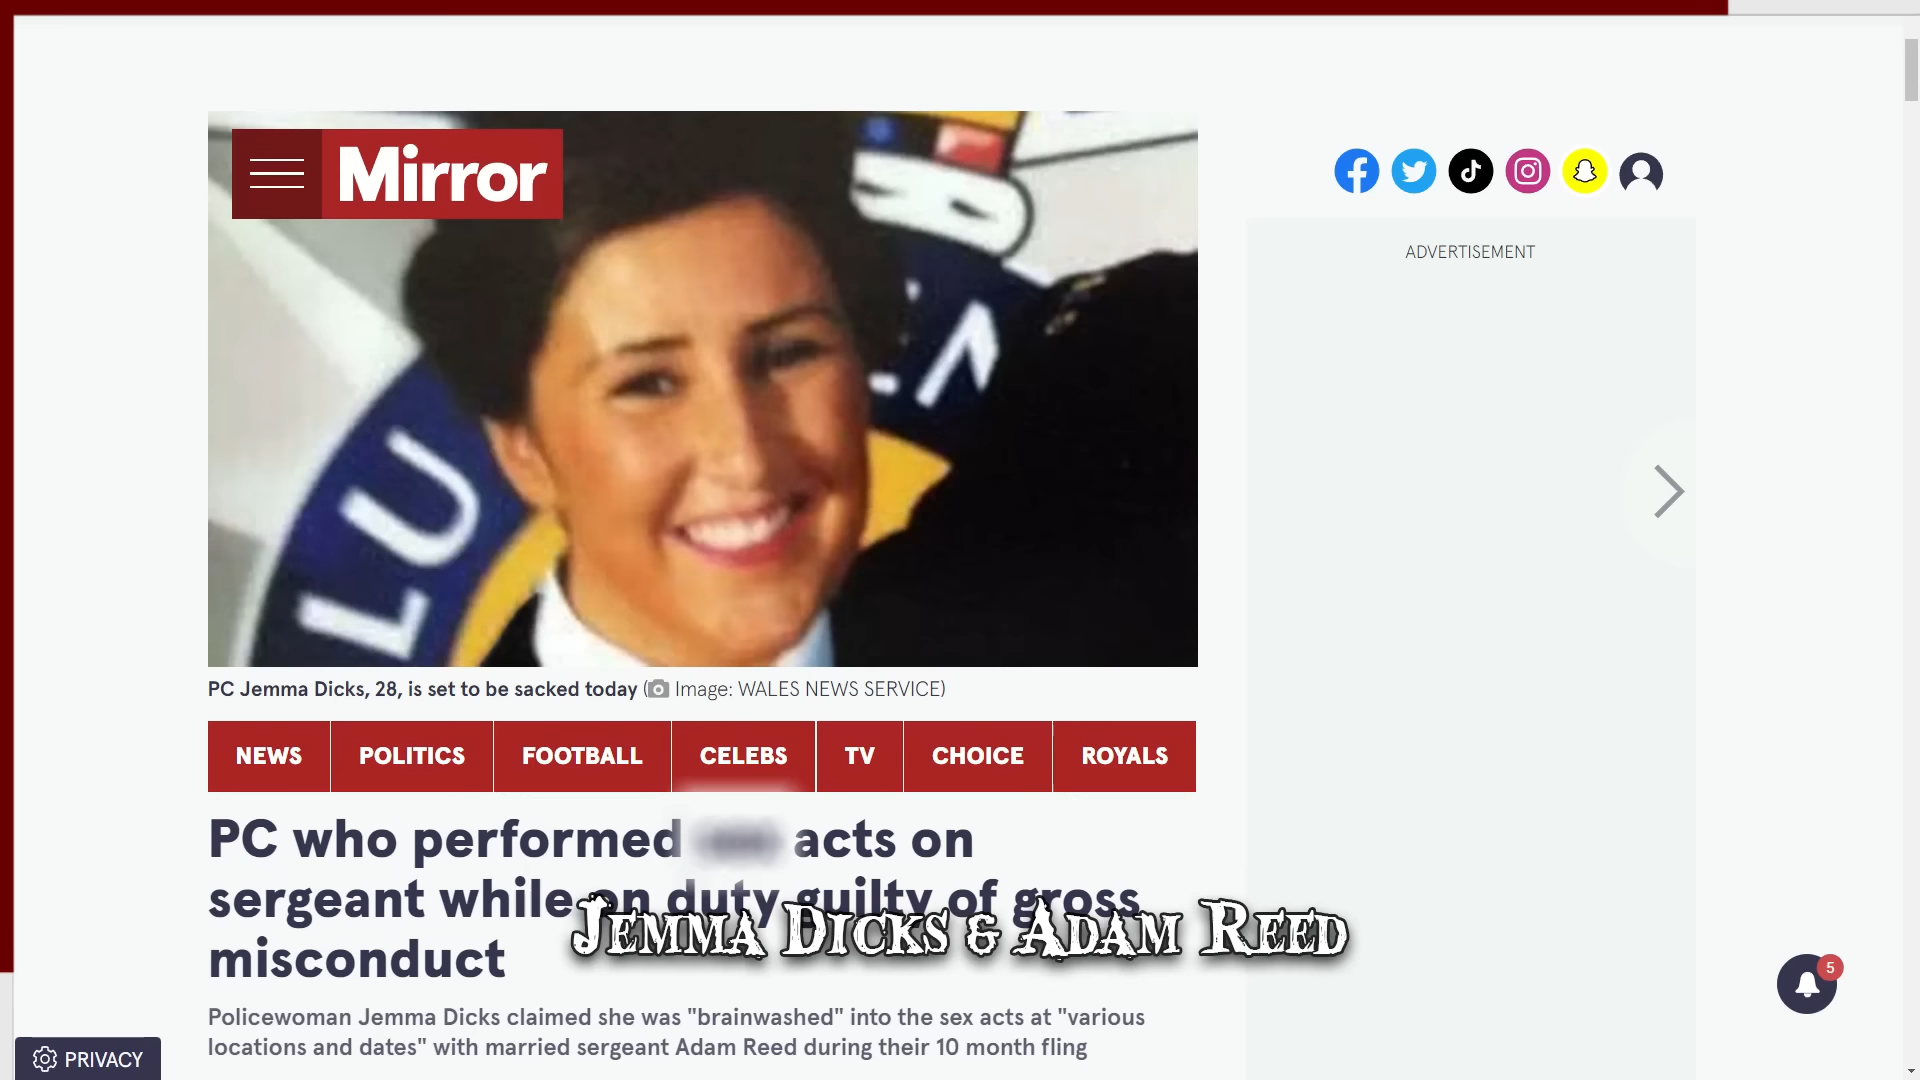 Mirror
ADVERTISEMENT
LU
PC Jemma Dicks, 28, is set to be sacked today (Image: WALES NEWS SERVICE)
NEWS POLITICS FOOTBALL CELEBS TV CHOICE ROYALS
PC who performed acts on
sergeant while on duty guilty of gross
misconduct
Jemma Dicks & Adam Reed
Policewoman Jemma Dicks claimed she was "brainwashed" into the sex acts at "various
locations and dates" with married sergeant Adam Reed during their 10 month fling
5
PRIVACY